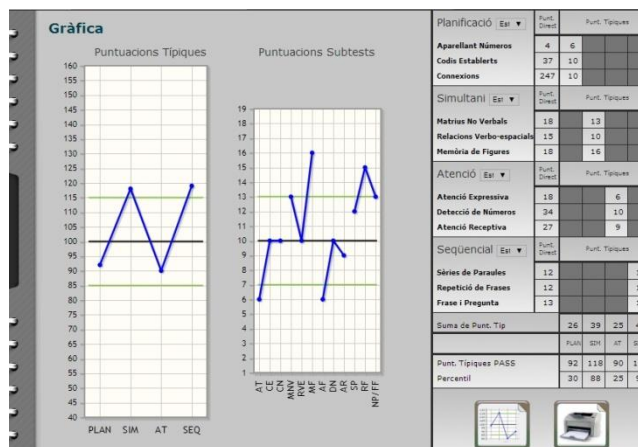 Gràfica
Puntuacions Típiques
160
155
150
145
140
135
130
125
120
115
110
105
100
95
90
85
80
75
70
65
60
55
50
45
40
PLAN SIM AT SEQ
Puntuacions Subtests
19
18
17
16
15
14
13
12
11
10
9
8
7
6
5
4
3
2
1
AT CE CN MNV RVE MF AF DN AR SP RF NP/FF
Planificació Esl ▼ Punt. Direct Punt. Típiques
Aparellant Números 4 6
Codis Establerts 37 10
Connexions 247 10
Simultani Esl ▼ Punt. Direct Punt. Típiques
Matrius No Verbals 18 13
Relacions Verbo-espacials 15 10
Memòria de Figures 18 16
Atenció Esl ▼ Punt. Direct Punt. Típiques
Atenció Expressiva 18 6
Detecció de Números 34 10
Atenció Receptiva 27 9
Seqüencial Esl ▼ Punt. Direct Punt. Típiques
Sèries de Paraules 12
Repetició de Frases 12
Frase i Pregunta 13
Suma de Punt. Tip 26 39 25
PLAN SIM AT
Punt. Típiques PASS 92 118 90
Percentil 30 88 25